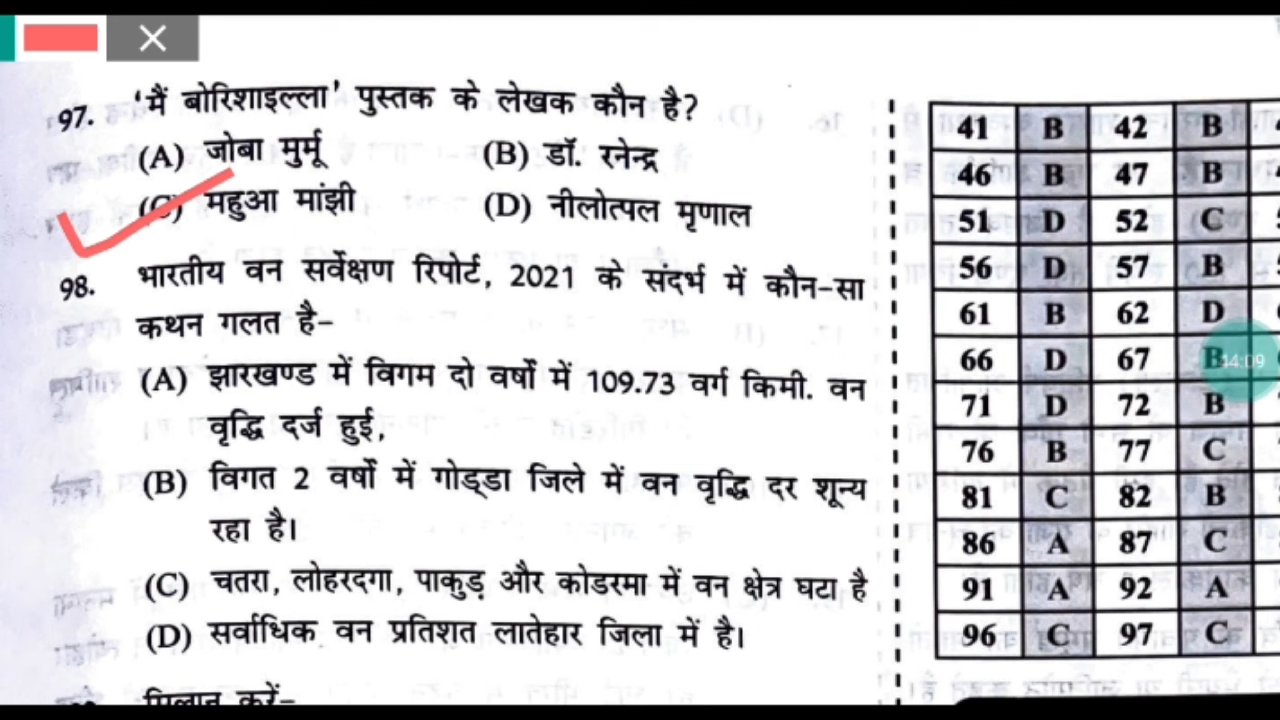 97. 'मैं बोरिशाइल्ला' पुस्तक के लेखक कौन है?
(A) जोबा मुर्मू (B) डॉ. रनेन्द्र
(C) महुआ मांझी (D) नीलोत्पल मृणाल
98. भारतीय वन सर्वेक्षण रिपोर्ट, 2021 के संदर्भ में कौन-सा
कथन गलत है-
(A) झारखण्ड में विगम दो वर्षों में 109.73 वर्ग किमी. वन
वृद्धि दर्ज हुई,
(B) विगत 2 वर्षों में गोड्डा जिले में वन वृद्धि दर शून्य
रहा है।
(C) चतरा, लोहरदगा, पाकुड़ और कोडरमा में वन क्षेत्र घटा है
(D) सर्वाधिक वन प्रतिशत लातेहार जिला में है।
मिलान करें-
41 B 42 B
46 B 47 B
51 D 52 C
56 D 57 B
61 B 62 D
66 D 67 B
44:09
71 D 72 B
76 B 77 C
81 C 82 B
86 A 87 C
91 A 92 A
96 C 97 C